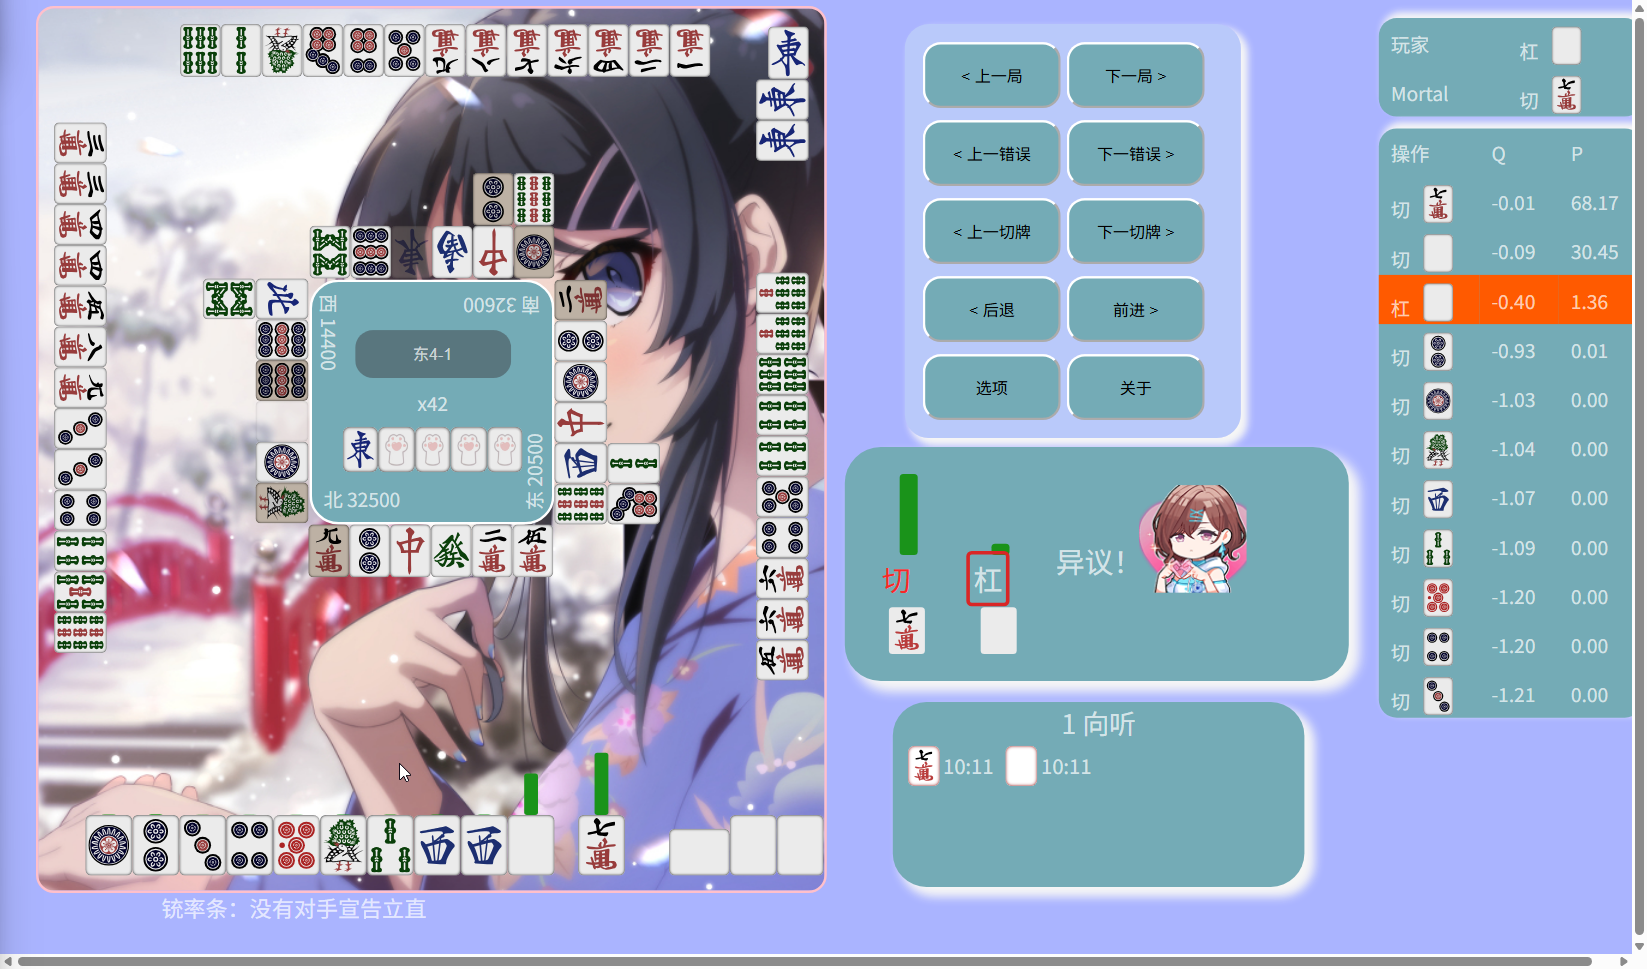 西 14400
南 32600
东4-1
x42
北 32500
东 20500
铳率条：没有对手宣告立直
< 上一局
下一局 >
< 上一错误
下一错误 >
< 上一切牌
下一切牌 >
< 后退
前进 >
选项
关于
切
杠
异议！
1 向听
10:11
10:11
玩家 杠
Mortal 切
操作 Q P
切 -0.01 68.17
切 -0.09 30.45
杠 -0.40 1.36
切 -0.93 0.01
切 -1.03 0.00
切 -1.04 0.00
切 -1.07 0.00
切 -1.09 0.00
切 -1.20 0.00
切 -1.20 0.00
切 -1.21 0.00